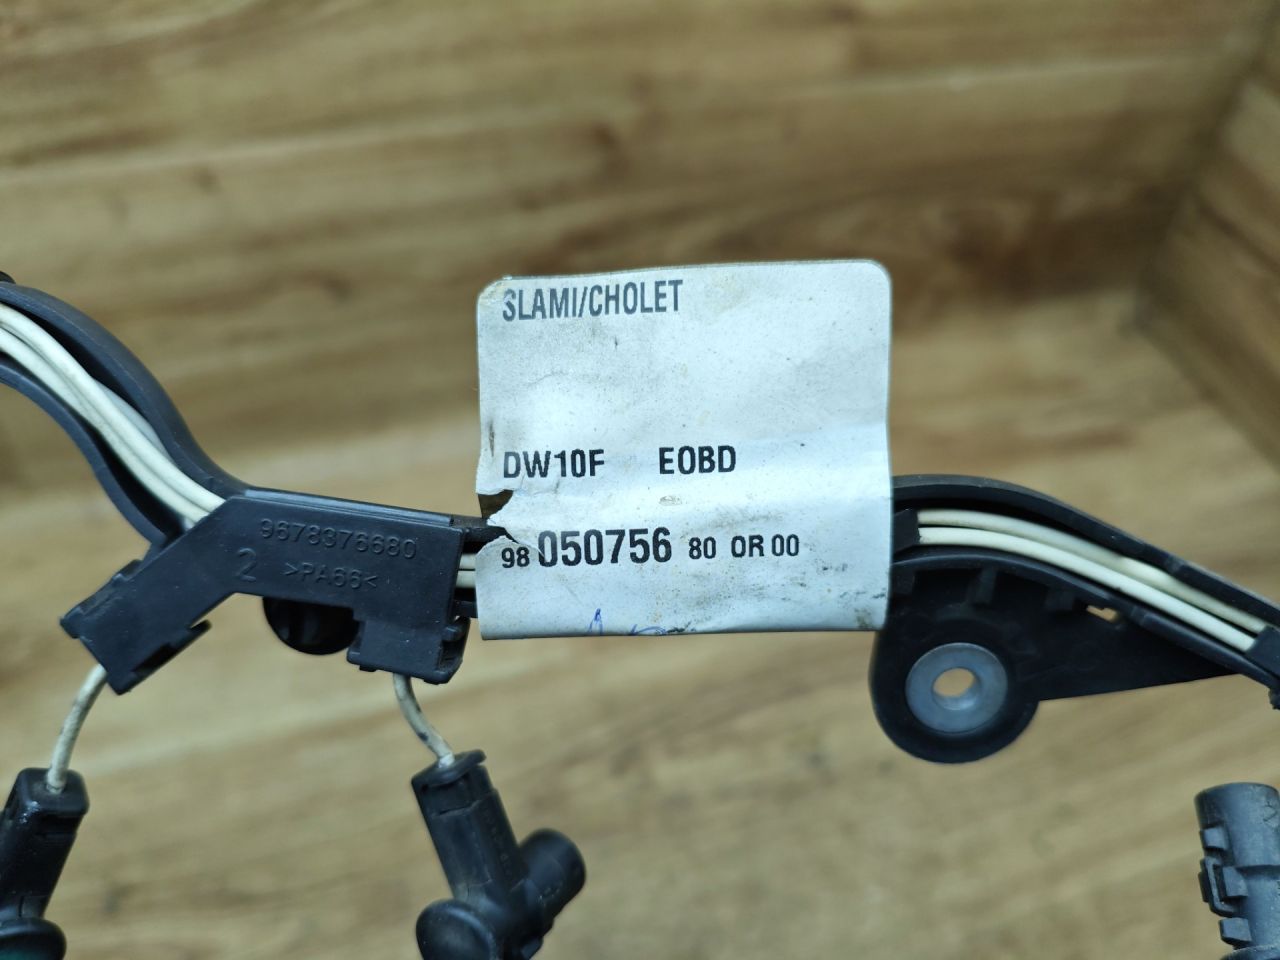 SLAMI/CHOLET
DW10F EOBD
98 050756 80 OR 00
9678376680
2 >PA66<